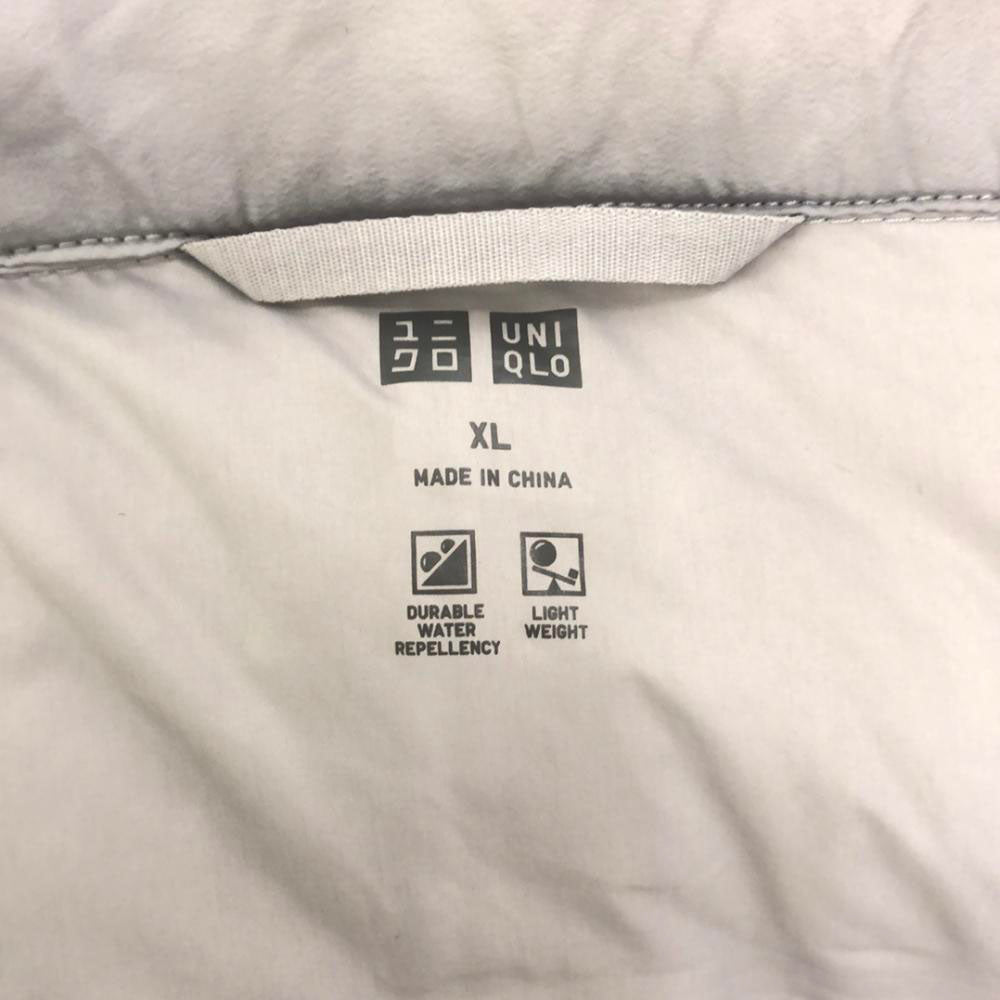 ユニ
クロ
UNI
QLO
XL
MADE IN CHINA
DURABLE
WATER
REPELLENCY
LIGHT
WEIGHT